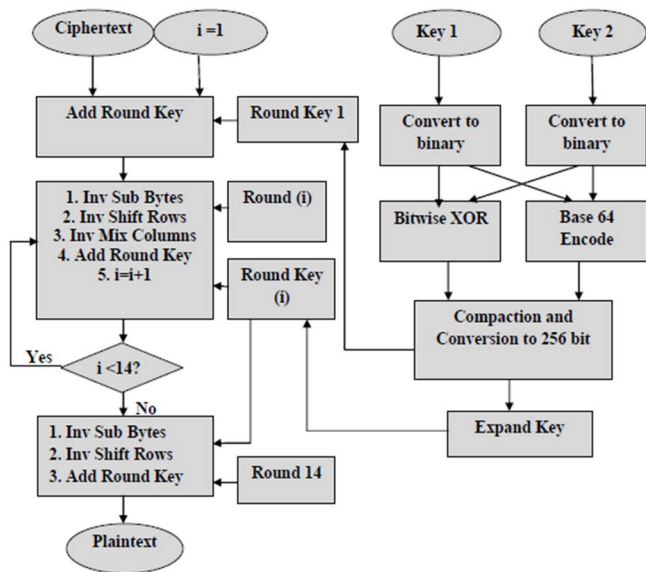 Ciphertext
i =1
Key 1
Key 2
Add Round Key
Round Key 1
Convert to
binary
Convert to
binary
1. Inv Sub Bytes
2. Inv Shift Rows
3. Inv Mix Columns
4. Add Round Key
5. i=i+1
Round (i)
Round Key
(i)
Bitwise XOR
Base 64
Encode
Compaction and
Conversion to 256 bit
Yes
i <14?
No
Expand Key
1. Inv Sub Bytes
2. Inv Shift Rows
3. Add Round Key
Round 14
Plaintext